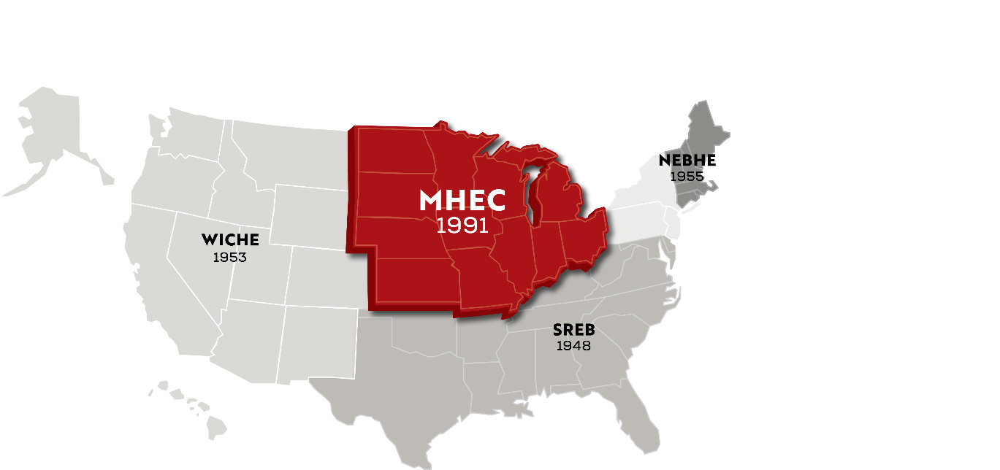 MHEC
1991
NEBHE
1955
WICHE
1953
SREB
1948